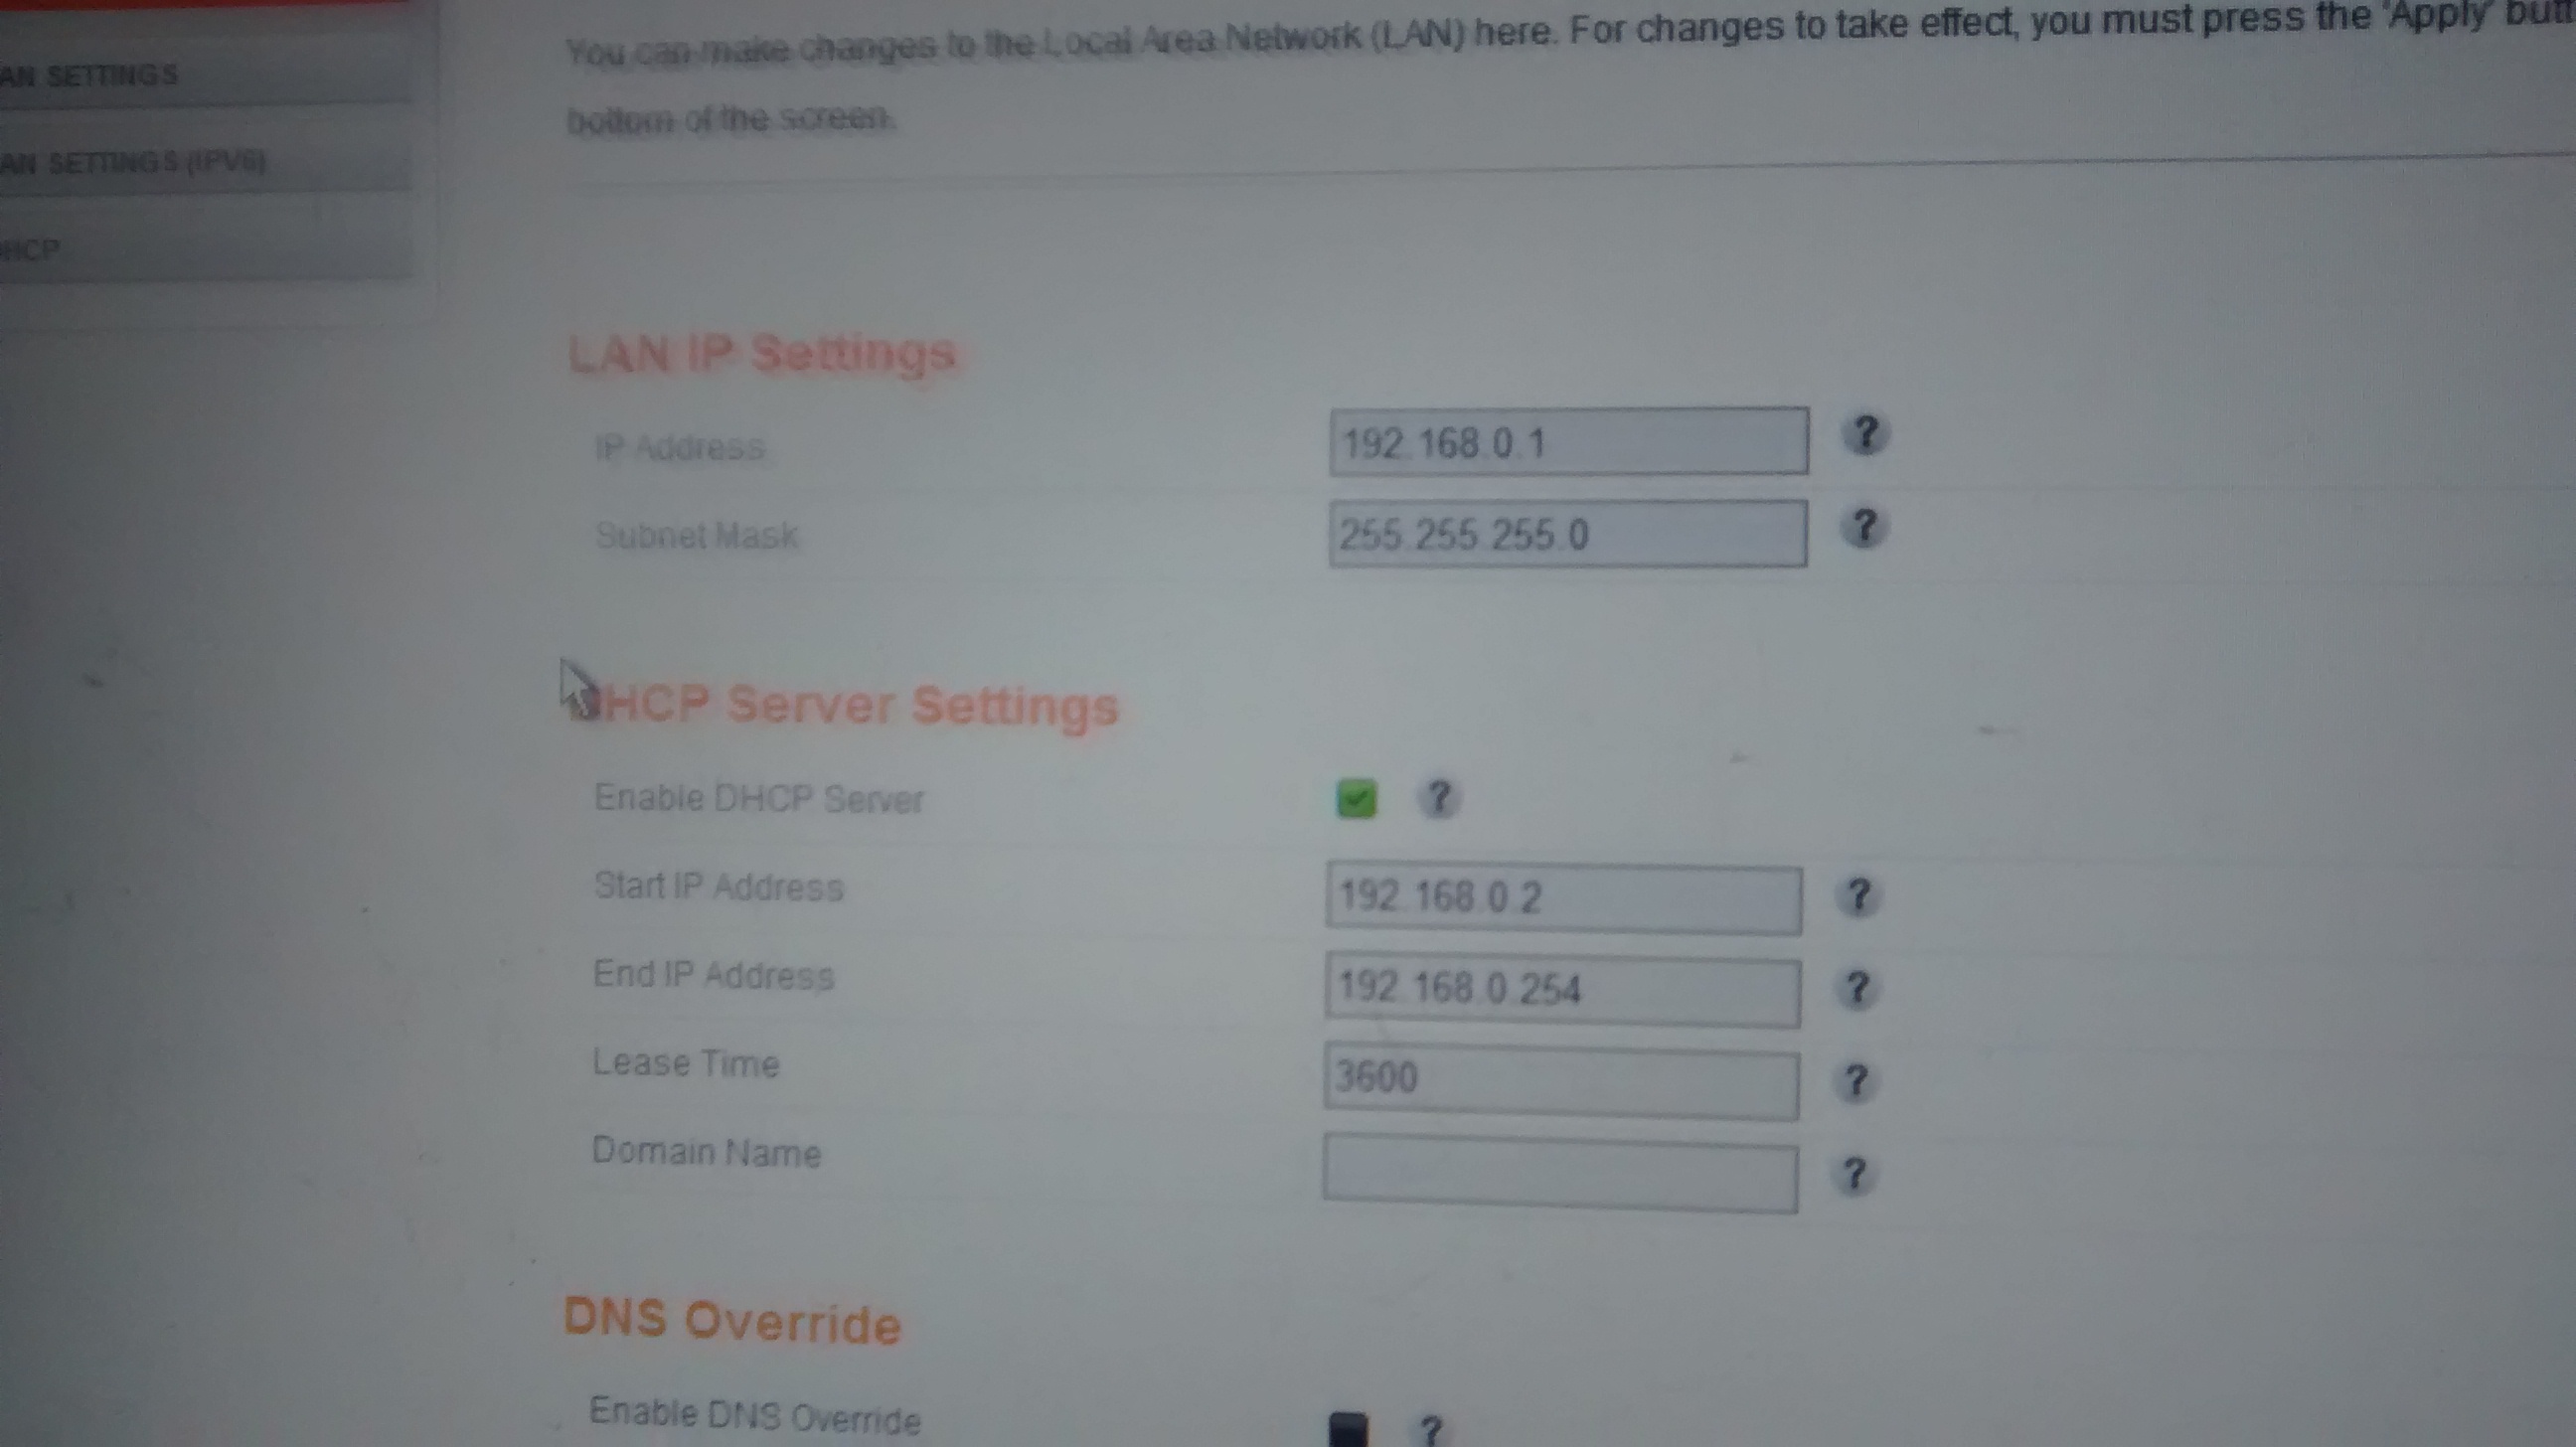 AN SETTINGS
AN SETTINGS (IPV6)
HCP
You can make changes to the Local Area Network (LAN) here. For changes to take effect, you must press the 'Apply' butt
bottom of the screen.
LAN IP Settings
IP Address 192.168.0.1 ?
Subnet Mask 255.255.255.0 ?
DHCP Server Settings
Enable DHCP Server ?
Start IP Address 192.168.0.2 ?
End IP Address 192.168.0.254 ?
Lease Time 3600 ?
Domain Name ?
DNS Override
Enable DNS Override ?